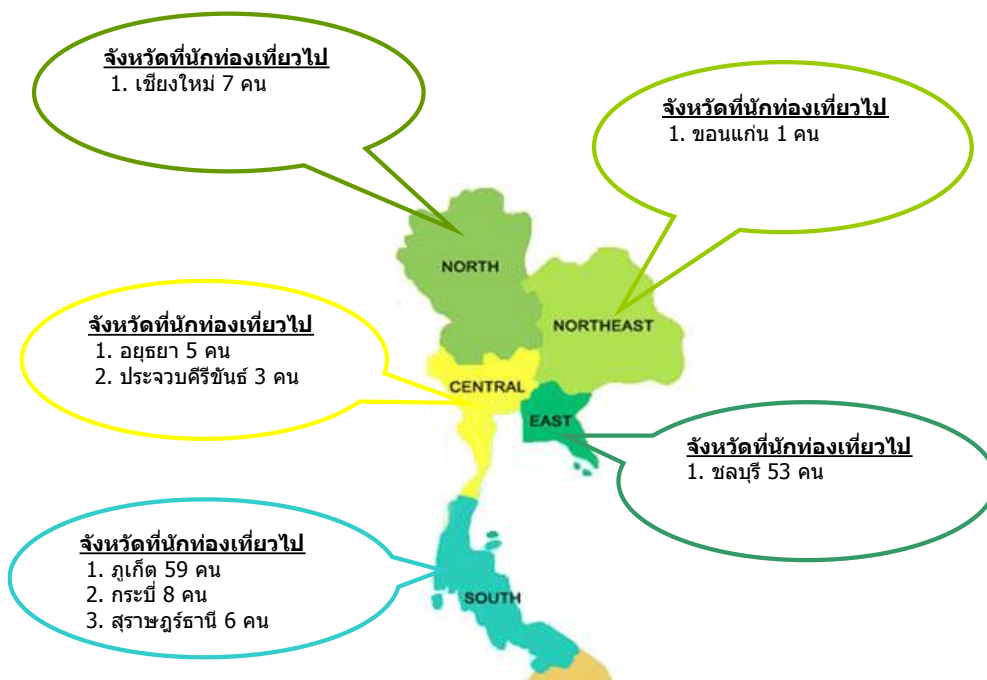 จังหวัดที่นักท่องเที่ยวไป
1. เชียงใหม่ 7 คน
จังหวัดที่นักท่องเที่ยวไป
1. ขอนแก่น 1 คน
NORTH
NORTHEAST
จังหวัดที่นักท่องเที่ยวไป
1. อยุธยา 5 คน
2. ประจวบคีรีขันธ์ 3 คน
CENTRAL
EAST
จังหวัดที่นักท่องเที่ยวไป
1. ชลบุรี 53 คน
จังหวัดที่นักท่องเที่ยวไป
1. ภูเก็ต 59 คน
2. กระบี่ 8 คน
3. สุราษฎร์ธานี 6 คน
SOUTH